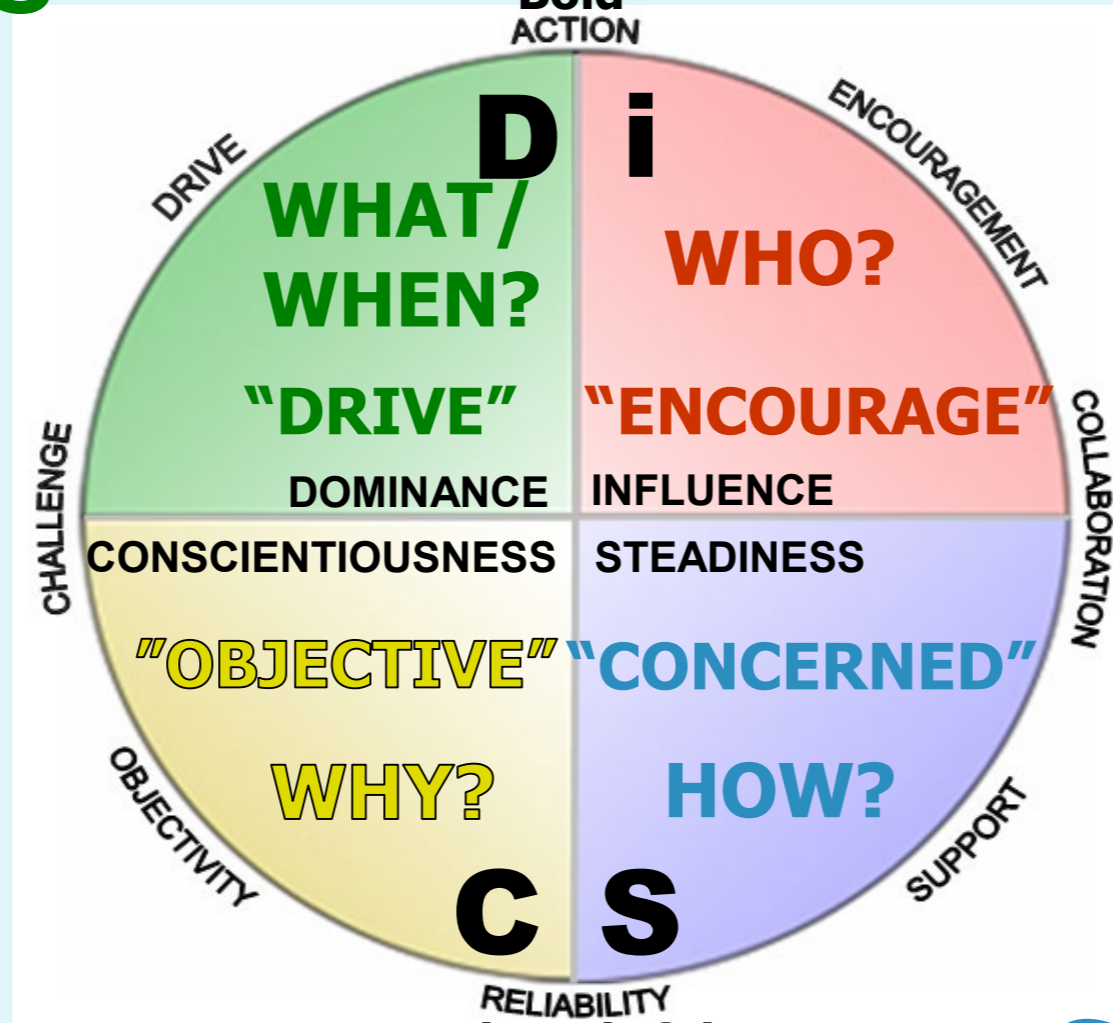 Bold
ACTION
D i
DRIVE
ENCOURAGEMENT
WHAT/
WHEN?
WHO?
"DRIVE"
"ENCOURAGE"
CHALLENGE
COLLABORATION
DOMINANCE
INFLUENCE
CONSCIENTIOUSNESS
STEADINESS
"OBJECTIVE"
"CONCERNED"
WHY?
HOW?
OBJECTIVITY
SUPPORT
C S
RELIABILITY